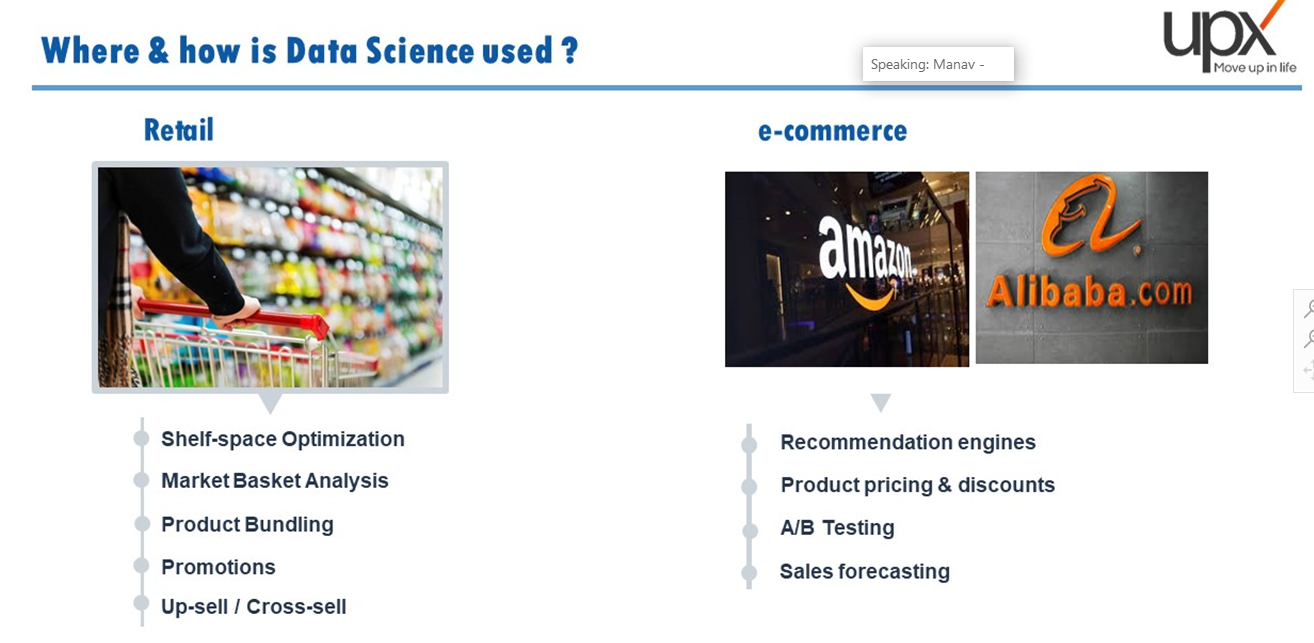 Where & how is Data Science used ?
Speaking: Manav -
upx
Move up in life
Retail
Shelf-space Optimization
Market Basket Analysis
Product Bundling
Promotions
Up-sell / Cross-sell
e-commerce
amazon
Alibaba.com
Recommendation engines
Product pricing & discounts
A/B Testing
Sales forecasting